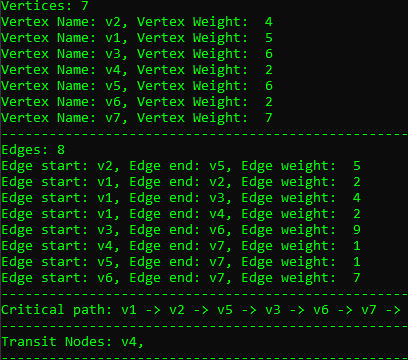 Vertices: 7
Vertex Name: v2, Vertex Weight:  4
Vertex Name: v1, Vertex Weight:  5
Vertex Name: v3, Vertex Weight:  6
Vertex Name: v4, Vertex Weight:  2
Vertex Name: v5, Vertex Weight:  6
Vertex Name: v6, Vertex Weight:  2
Vertex Name: v7, Vertex Weight:  7
---------------------------------------------------
Edges: 8
Edge start: v2, Edge end: v5, Edge weight:  5
Edge start: v1, Edge end: v2, Edge weight:  2
Edge start: v1, Edge end: v3, Edge weight:  4
Edge start: v1, Edge end: v4, Edge weight:  2
Edge start: v3, Edge end: v6, Edge weight:  9
Edge start: v4, Edge end: v7, Edge weight:  1
Edge start: v5, Edge end: v7, Edge weight:  1
Edge start: v6, Edge end: v7, Edge weight:  7
---------------------------------------------------
Critical path: v1 -> v2 -> v5 -> v3 -> v6 -> v7 ->
---------------------------------------------------
Transit Nodes: v4,